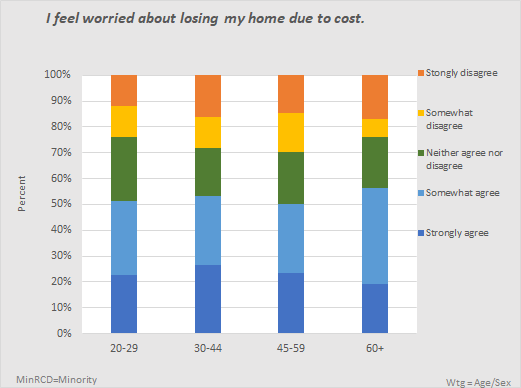 I feel worried about losing my home due to cost.
100%
90%
80%
70%
60%
50%
40%
30%
20%
10%
0%
Percent
20-29
30-44
45-59
60+
Stongly disagree
Somewhat
disagree
Neither agree nor
disagree
Somewhat agree
Strongly agree
MinRCD=Minority
Wtg = Age/Sex